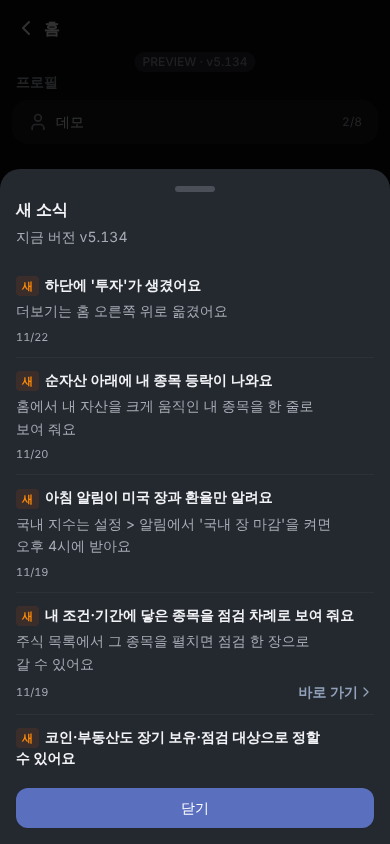 홈
PREVIEW · v5.134
프로필
데모
2/8
새 소식
지금 버전 v5.134
새 하단에 '투자'가 생겼어요
더보기는 홈 오른쪽 위로 옮겼어요
11/22
새 순자산 아래에 내 종목 등락이 나와요
홈에서 내 자산을 크게 움직인 내 종목을 한 줄로
보여 줘요
11/20
새 아침 알림이 미국 장과 환율만 알려요
국내 지수는 설정 > 알림에서 '국내 장 마감'을 켜면
오후 4시에 받아요
11/19
새 내 조건·기간에 닿은 종목을 점검 차례로 보여 줘요
주식 목록에서 그 종목을 펼치면 점검 한 장으로
갈 수 있어요
11/19
바로 가기 >
새 코인·부동산도 장기 보유·점검 대상으로 정할
수 있어요
닫기